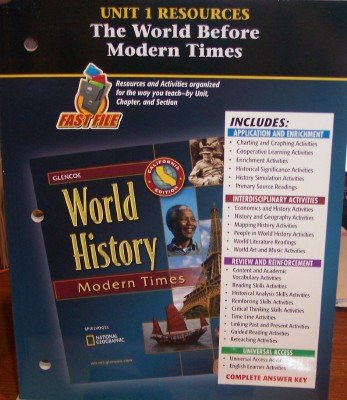 UNIT 1 RESOURCES
The World Before
Modern Times
Resources and Activities organized
for the way you teach—by Unit,
Chapter, and Section
FAST FILE
GLENCOE
CALIFORNIA
EDITION
World
History
Modern Times
SPIELVOGEL
NATIONAL
GEOGRAPHIC
INCLUDES:
APPLICATION AND ENRICHMENT
• Charting and Graphing Activities
• Cooperative Learning Activities
• Enrichment Activities
• Historical Significance Activities
• History Simulation Activities
• Primary Source Readings
INTERDISCIPLINARY ACTIVITIES
• Economics and History Activities
• History and Geography Activities
• Mapping History Activities
• People in World History Activities
• World Literature Readings
• World Art and Music Activities
REVIEW AND REINFORCEMENT
• Content and Academic
Vocabulary Activities
• Reading Skills Activities
• Historical Analysis Skills Activities
• Reinforcing Skills Activities
• Critical Thinking Skills Activities
• Time Line Activities
• Linking Past and Present Activities
• Guided Reading Activities
• Reteaching Activities
UNIVERSAL ACCESS
• Universal Access Activities
• English Learner Activities
COMPLETE ANSWER KEY